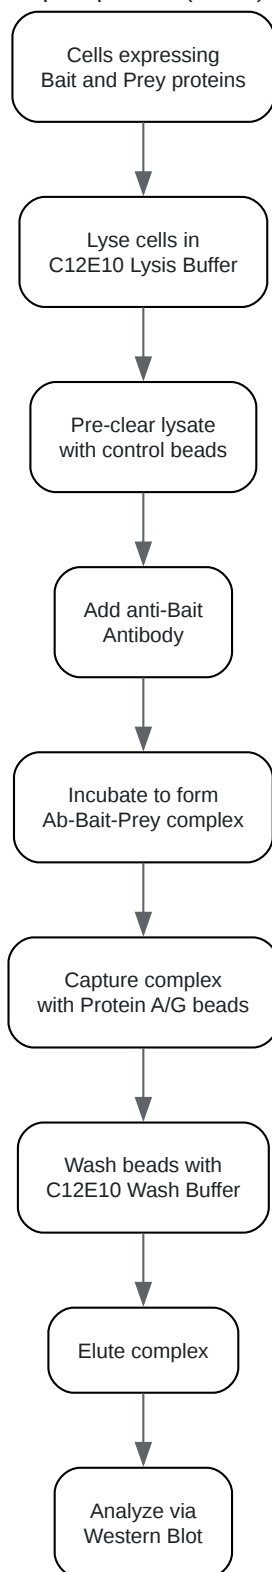 Cells expressing
Bait and Prey proteins
Lyse cells in
C12E10 Lysis Buffer
Pre-clear lysate
with control beads
Add anti-Bait
Antibody
Incubate to form
Ab-Bait-Prey complex
Capture complex
with Protein A/G beads
Wash beads with
C12E10 Wash Buffer
Elute complex
Analyze via
Western Blot